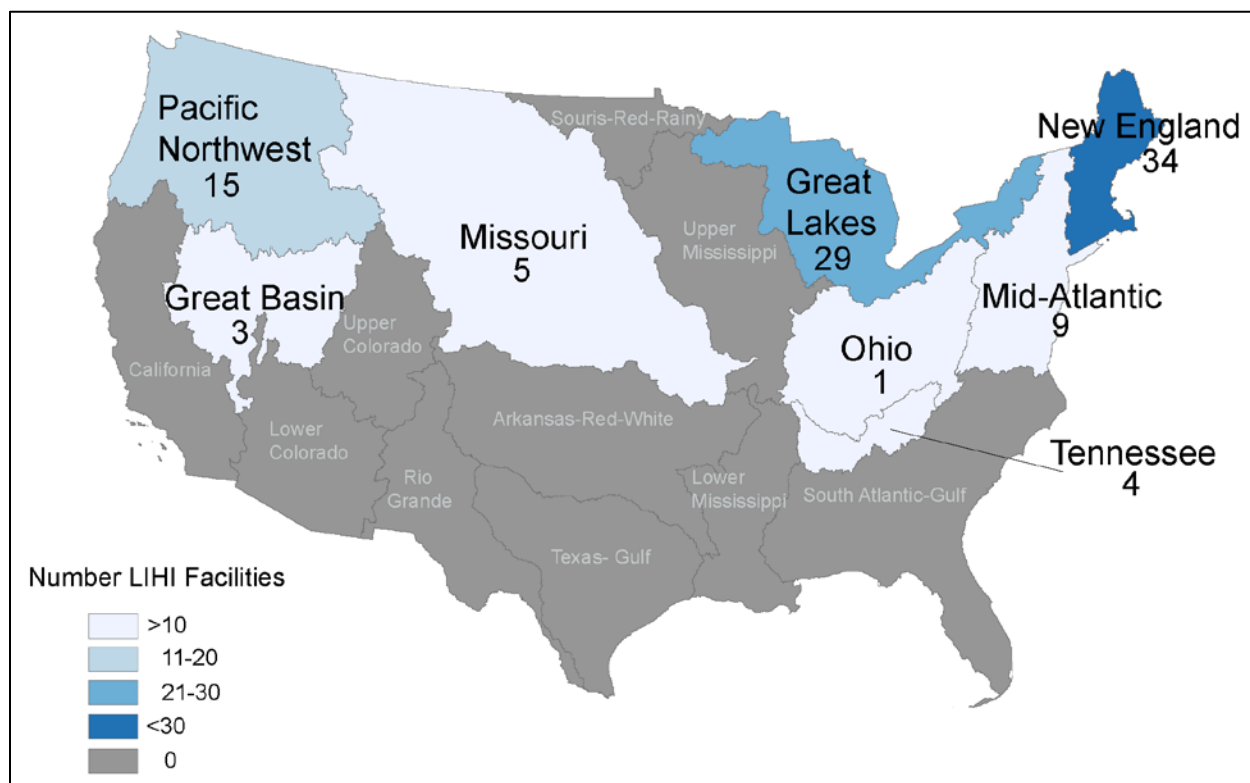 Pacific
Northwest
15
Souris-Red-Rainy
New England
34
Great
Lakes
29
Missouri
5
Upper
Mississippi
Great Basin
3
Mid-Atlantic
9
Upper
Colorado
Ohio
1
California
Arkansas-Red-White
Lower
Colorado
Tennessee
4
Rio
Grande
Lower
Mississippi
South Atlantic-Gulf
Texas- Gulf
Number LIHI Facilities
>10
11-20
21-30
<30
0